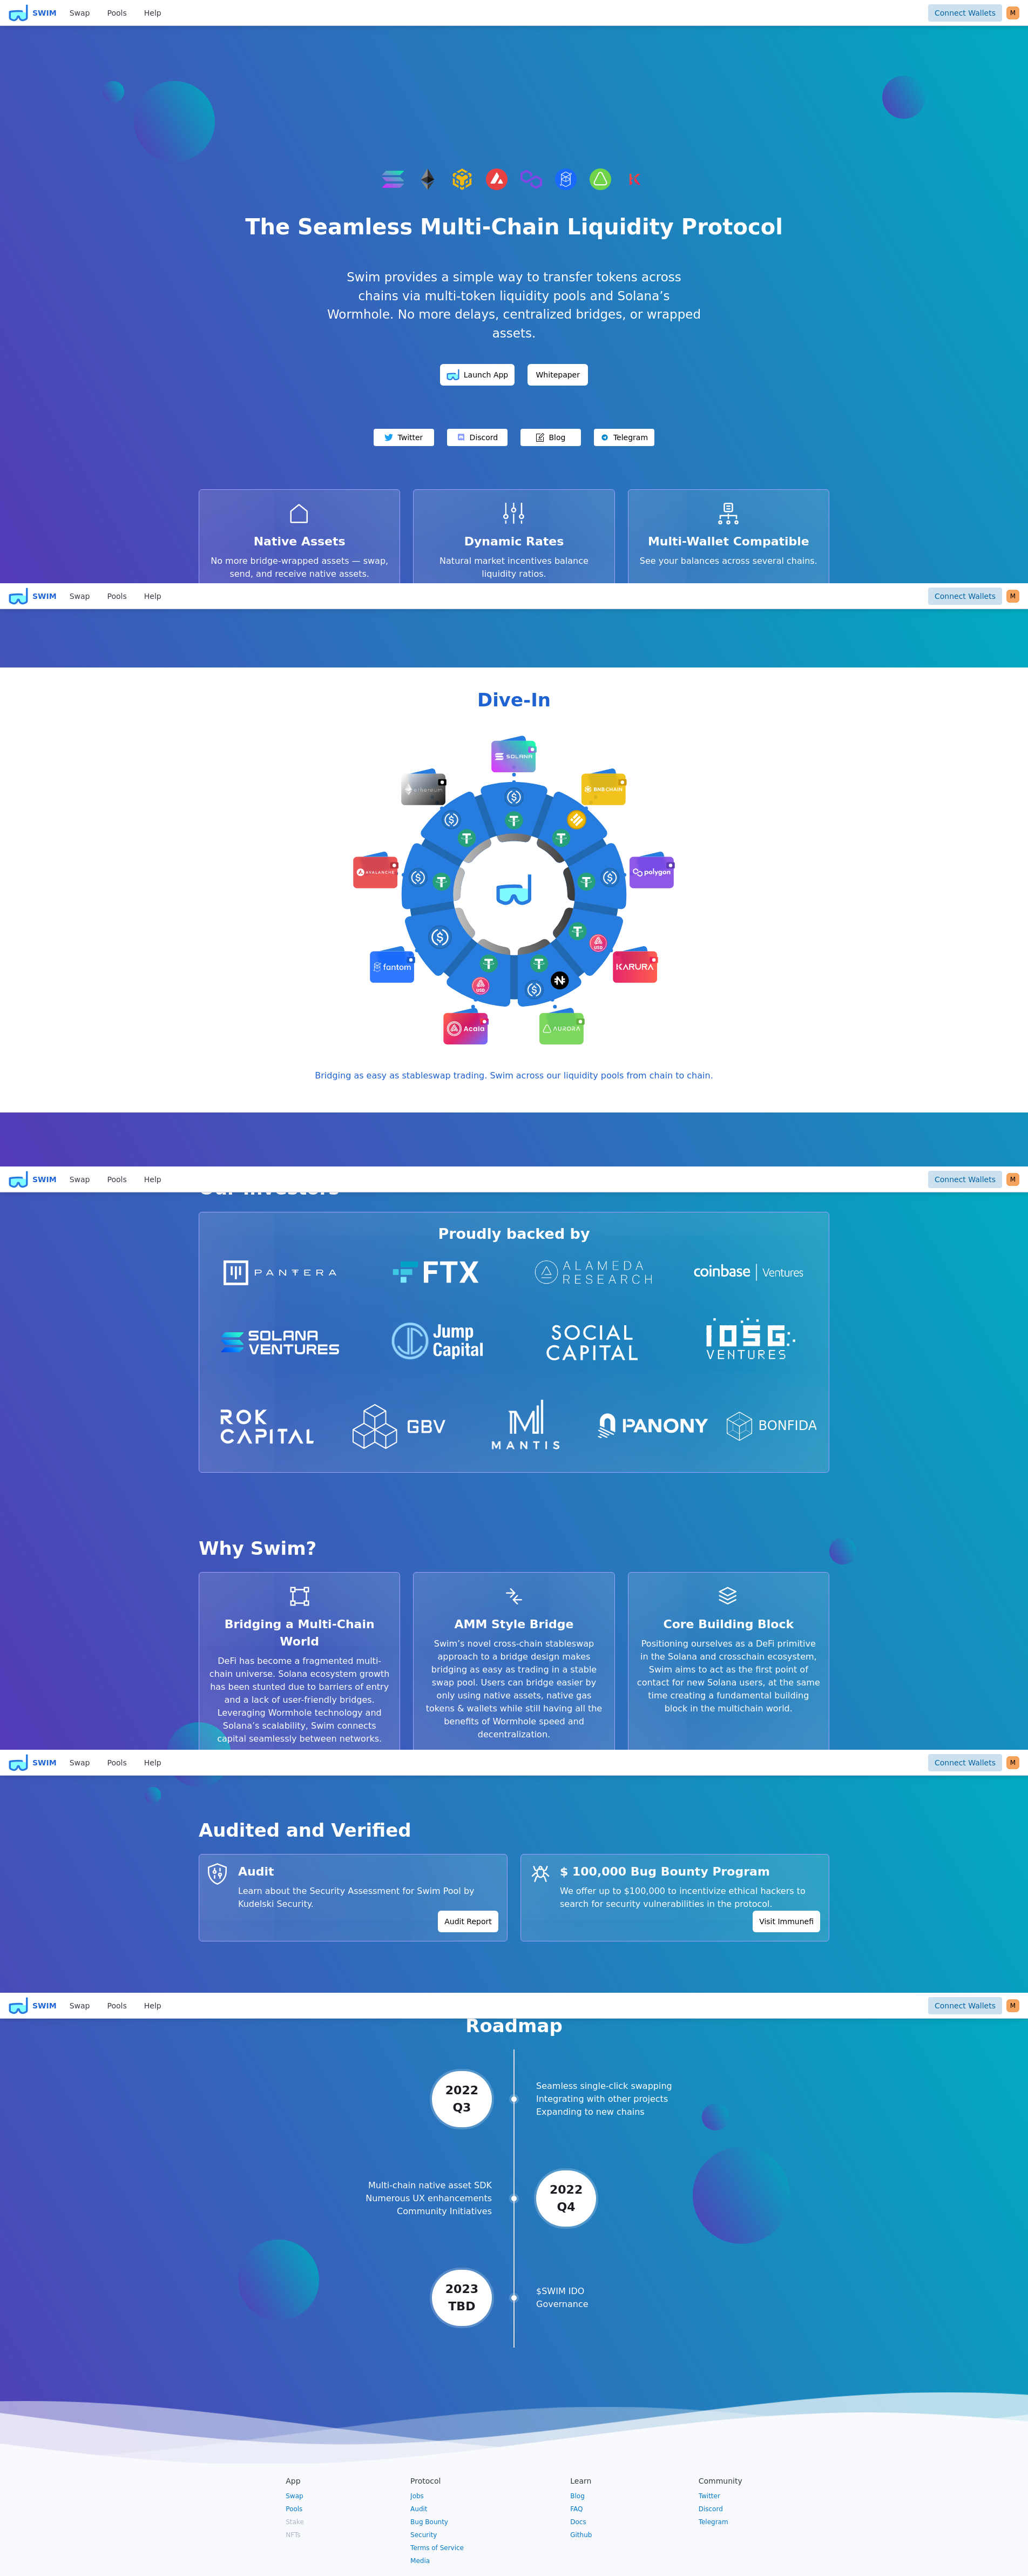 SWIM Swap Pools Help Connect Wallets M
The Seamless Multi-Chain Liquidity Protocol
Swim provides a simple way to transfer tokens across
chains via multi-token liquidity pools and Solana’s
Wormhole. No more delays, centralized bridges, or wrapped
assets.
Launch App Whitepaper
Twitter Discord Blog Telegram
Native Assets
No more bridge-wrapped assets — swap,
send, and receive native assets.
Dynamic Rates
Natural market incentives balance
liquidity ratios.
Multi-Wallet Compatible
See your balances across several chains.
SWIM Swap Pools Help Connect Wallets M
Dive-In
SOLANA
ethereum
BNB CHAIN
AVALANCHE
polygon
USD
fantom
KARURA
USD
Acala
AURORA
Bridging as easy as stableswap trading. Swim across our liquidity pools from chain to chain.
SWIM Swap Pools Help Connect Wallets M
Our Investors
Proudly backed by
PANTERA
FTX
ALAMEDA
RESEARCH
coinbase | Ventures
SOLANA
VENTURES
Jump
Capital
SOCIAL
CAPITAL
IOSG
VENTURES
ROK
CAPITAL
GBV
MANTIS
PANONY
BONFIDA
Why Swim?
Bridging a Multi-Chain
World
DeFi has become a fragmented multi-
chain universe. Solana ecosystem growth
has been stunted due to barriers of entry
and a lack of user-friendly bridges.
Leveraging Wormhole technology and
Solana’s scalability, Swim connects
capital seamlessly between networks.
AMM Style Bridge
Swim’s novel cross-chain stableswap
approach to a bridge design makes
bridging as easy as trading in a stable
swap pool. Users can bridge easier by
only using native assets, native gas
tokens & wallets while still having all the
benefits of Wormhole speed and
decentralization.
Core Building Block
Positioning ourselves as a DeFi primitive
in the Solana and crosschain ecosystem,
Swim aims to act as the first point of
contact for new Solana users, at the same
time creating a fundamental building
block in the multichain world.
SWIM Swap Pools Help Connect Wallets M
Audited and Verified
Audit
Learn about the Security Assessment for Swim Pool by
Kudelski Security.
Audit Report
$ 100,000 Bug Bounty Program
We offer up to $100,000 to incentivize ethical hackers to
search for security vulnerabilities in the protocol.
Visit Immunefi
SWIM Swap Pools Help Connect Wallets M
Roadmap
2022
Q3
Seamless single-click swapping
Integrating with other projects
Expanding to new chains
Multi-chain native asset SDK
Numerous UX enhancements
Community Initiatives
2022
Q4
2023
TBD
$SWIM IDO
Governance
App
Swap
Pools
Stake
NFTs
Protocol
Jobs
Audit
Bug Bounty
Security
Terms of Service
Media
Learn
Blog
FAQ
Docs
Github
Community
Twitter
Discord
Telegram